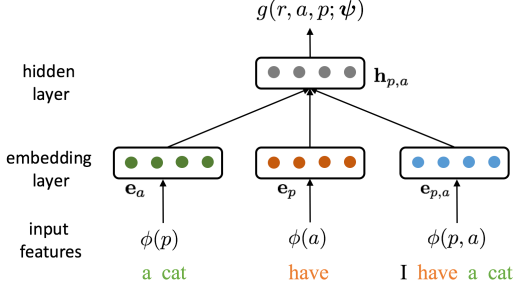 g(r, a, p; ψ)
hidden layer
h_{p,a}
embedding layer
e_a
e_p
e_{p,a}
input features
ϕ(p)
ϕ(a)
ϕ(p, a)
a cat
have
I have a cat